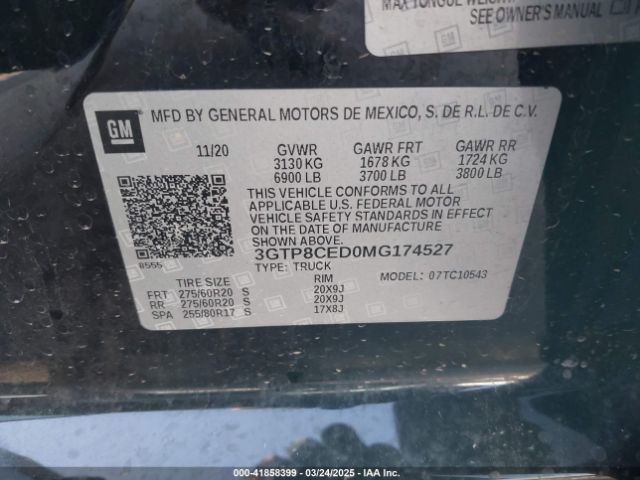 MAX TONGUE WEIGHT
SEE OWNER'S MANUAL
GM
MFD BY GENERAL MOTORS DE MEXICO, S. DE R.L. DE C.V.
11/20 GVWR GAWR FRT GAWR RR
3130 KG 1678 KG 1724 KG
6900 LB 3700 LB 3800 LB
THIS VEHICLE CONFORMS TO ALL
APPLICABLE U.S. FEDERAL MOTOR
VEHICLE SAFETY STANDARDS IN EFFECT
ON THE DATE OF MANUFACTURE
SHOWN ABOVE.
8555 3GTP8CED0MG174527
TYPE: TRUCK MODEL: 07TC10543
TIRE SIZE RIM
FRT 275/60R20 S 20X9J
RR 275/60R20 S 20X9J
SPA 255/80R17 S 17X8J
000-41858399 — 03/24/2025 — IAA Inc.